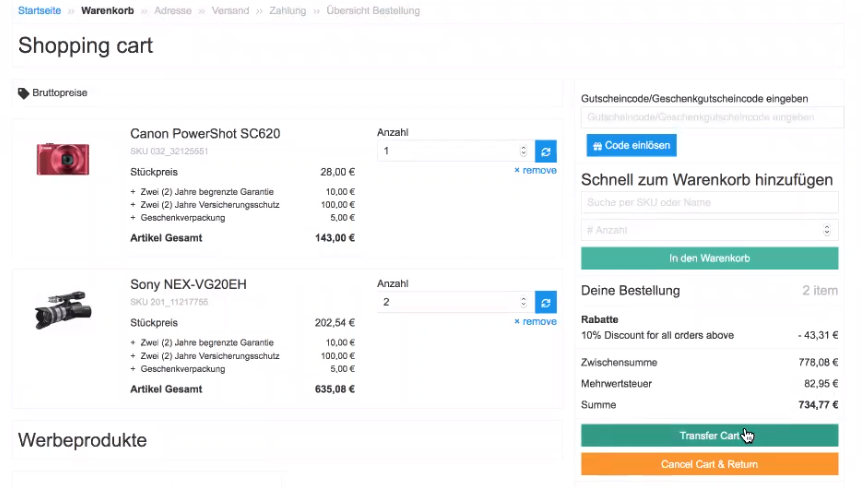 Startseite » Warenkorb » Adresse » Versand » Zahlung » Übersicht Bestellung
Shopping cart
Bruttopreise
Canon PowerShot SC620
SKU 032_32125551
Stückpreis 28,00 €
+ Zwei (2) Jahre begrenzte Garantie 10,00 €
+ Zwei (2) Jahre Versicherungsschutz 100,00 €
+ Geschenkverpackung 5,00 €
Artikel Gesamt 143,00 €
Anzahl
1
× remove
Sony NEX-VG20EH
SKU 201_11217755
Stückpreis 202,54 €
+ Zwei (2) Jahre begrenzte Garantie 10,00 €
+ Zwei (2) Jahre Versicherungsschutz 100,00 €
+ Geschenkverpackung 5,00 €
Artikel Gesamt 635,08 €
Anzahl
2
× remove
Werbeprodukte
Gutscheincode/Geschenkgutscheincode eingeben
Gutscheincode/Geschenkgutscheincode eingeben
Code einlösen
Schnell zum Warenkorb hinzufügen
Suche per SKU oder Name
# Anzahl
In den Warenkorb
Deine Bestellung 2 item
Rabatte
10% Discount for all orders above - 43,31 €
Zwischensumme 778,08 €
Mehrwertsteuer 82,95 €
Summe 734,77 €
Transfer Cart
Cancel Cart & Return